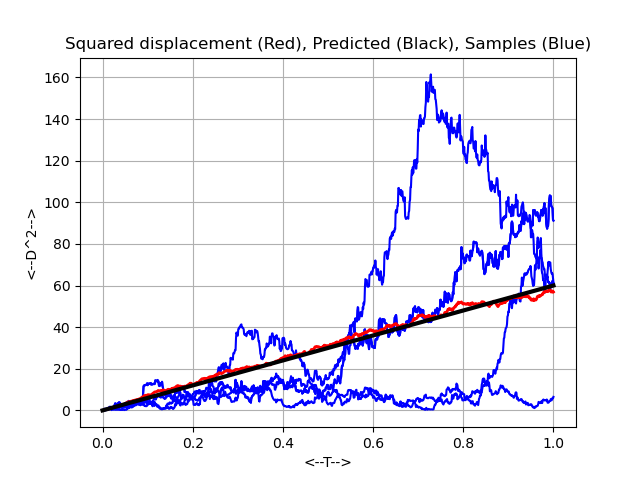 Squared displacement (Red), Predicted (Black), Samples (Blue)
160
140
120
100
80
60
40
20
0
<--D^2-->
0.0 0.2 0.4 0.6 0.8 1.0
<--T-->